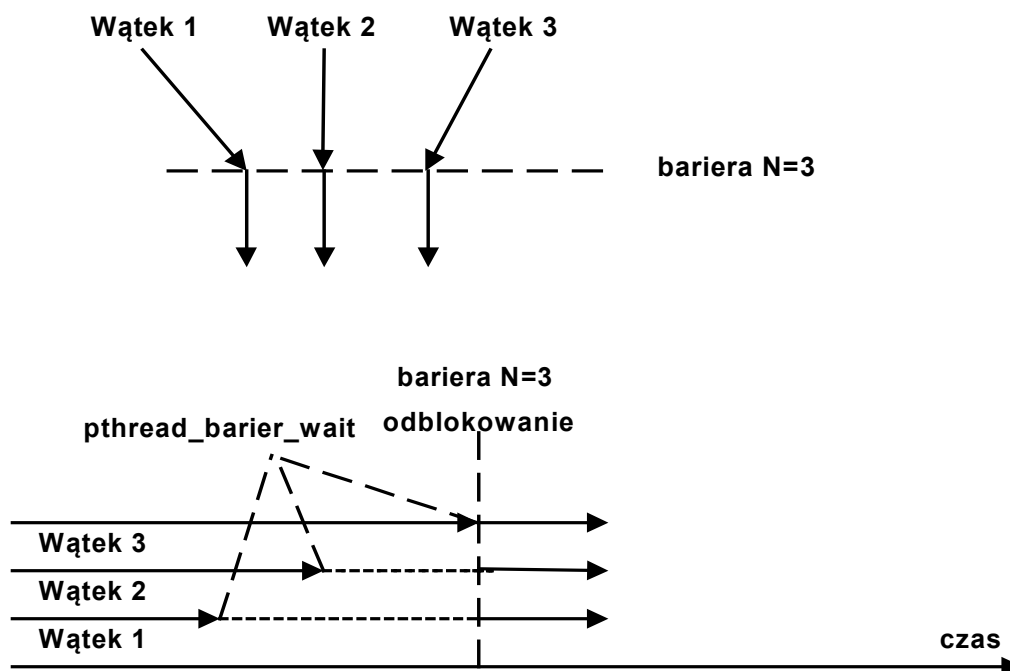 Wątek 1 Wątek 2 Wątek 3
bariera N=3
bariera N=3
pthread_barier_wait odblokowanie
Wątek 3
Wątek 2
Wątek 1 czas